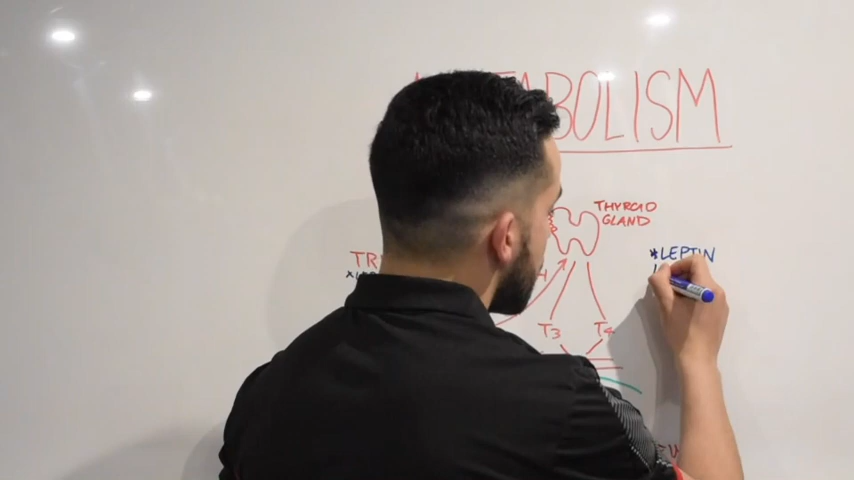 METABOLISM
THYROID
GLAND
*LEPTIN
T3
T4